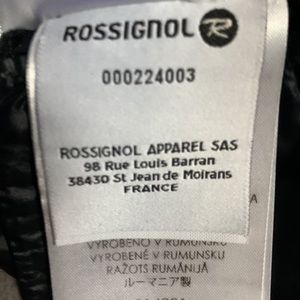 ROSSIGNOL R
000224003
ROSSIGNOL APPAREL SAS
98 Rue Louis Barran
38430 St Jean de Moirans
FRANCE
A
VYROBENO V RUMUNSKU
VYROBENÉ V RUMUNSKU
RAŽOTS RUMĀNIJĀ
ルーマニア製